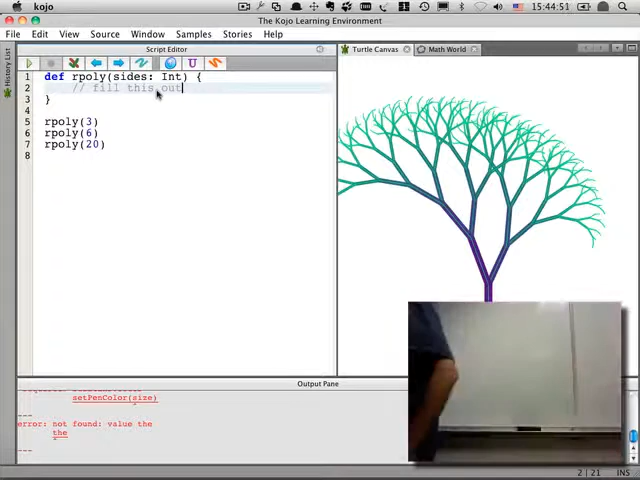 kojo
15:44:51
The Kojo Learning Environment
File Edit View Source Window Samples Stories Help
History List
Script Editor
Turtle Canvas
Math World
1 def rpoly(sides: Int) {
2 // fill this out
3 }
4
5 rpoly(3)
6 rpoly(6)
7 rpoly(20)
8
Output Pane
setPenColor(size)
---
error: not found: value the
the
---
2 | 21
INS